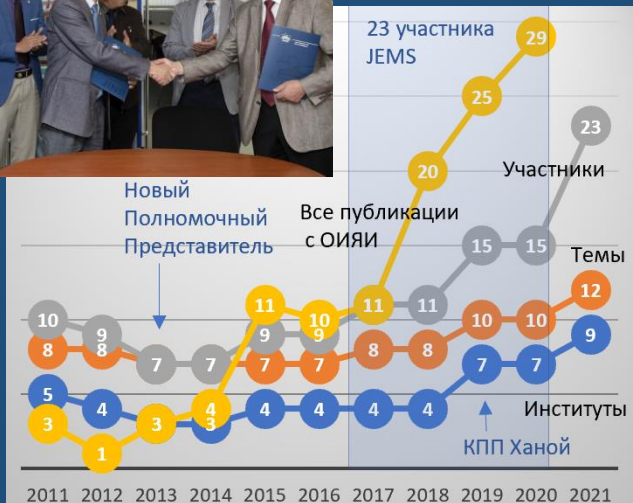 23 участника
JEMS
29
25
23
20
Участники
Новый
Полномочный
Представитель
Все публикации
с ОИЯИ
15 15
Темы
11 10 11 11
12
10 9 9 9 10 10
8 8 7 7 7 7 8 8
9
7 7
5 4 3 3 4 4 4 4 4
3 1
Институты
КПП Ханой
2011 2012 2013 2014 2015 2016 2017 2018 2019 2020 2021